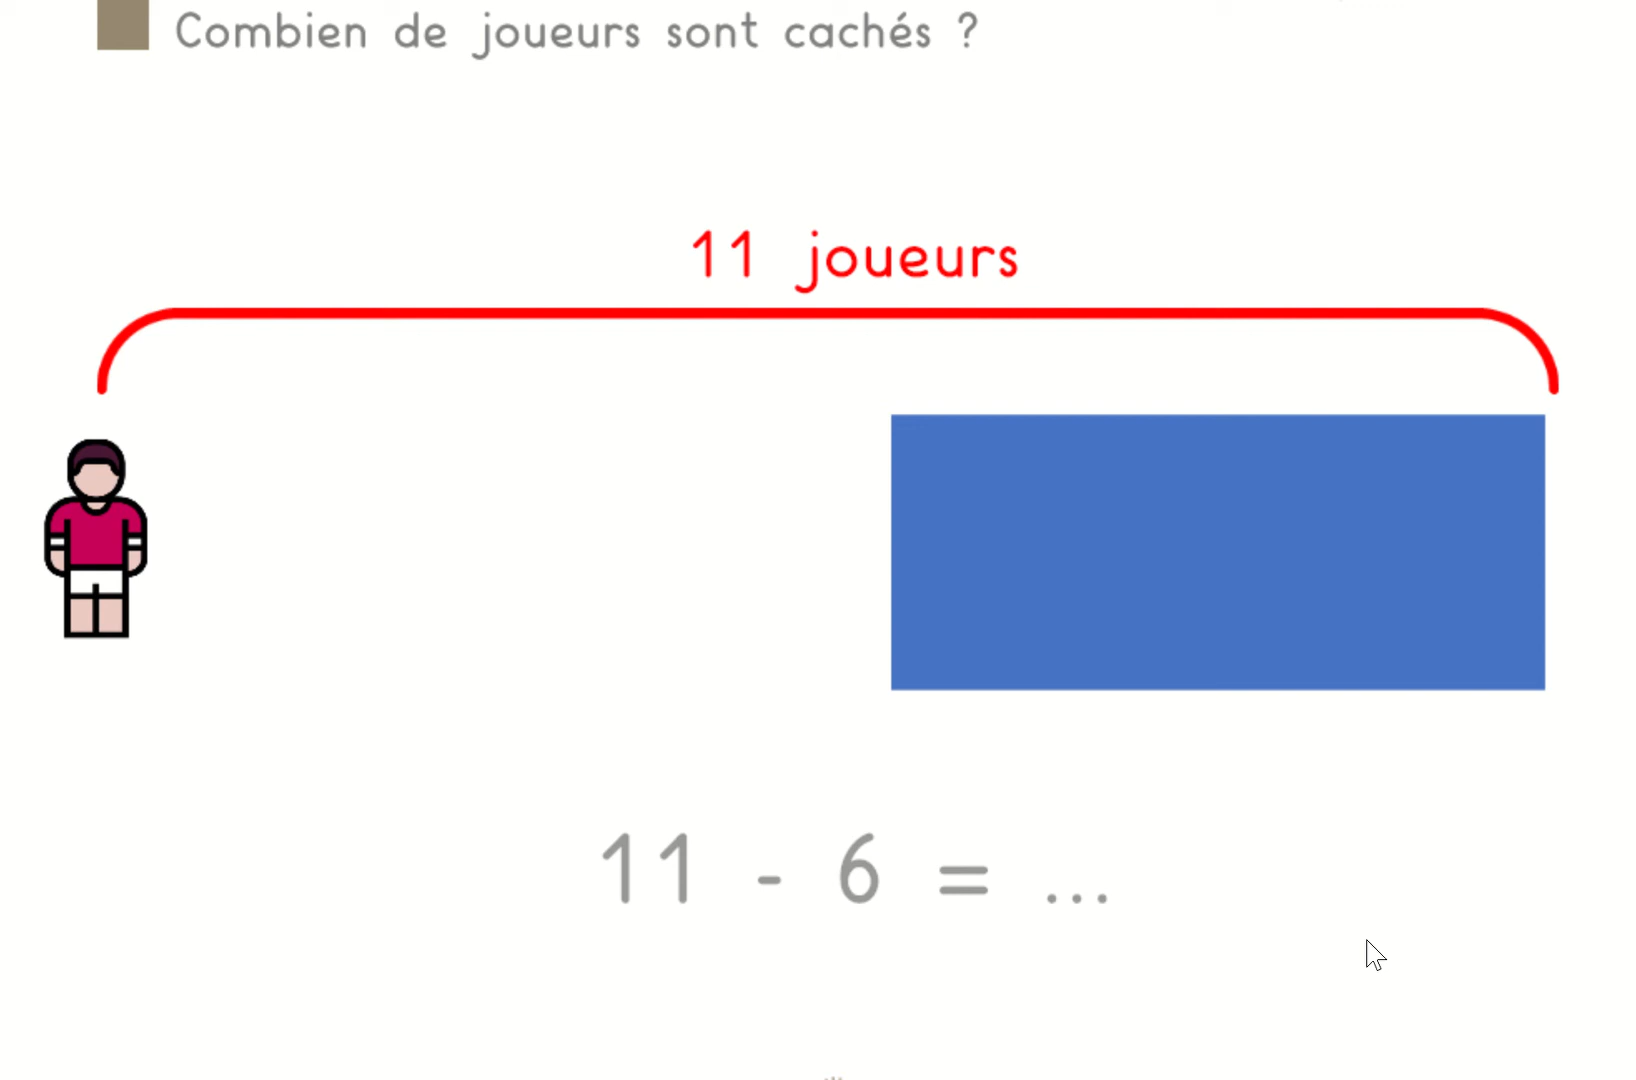 Combien de joueurs sont cachés ?
11 joueurs
11 - 6 = ...